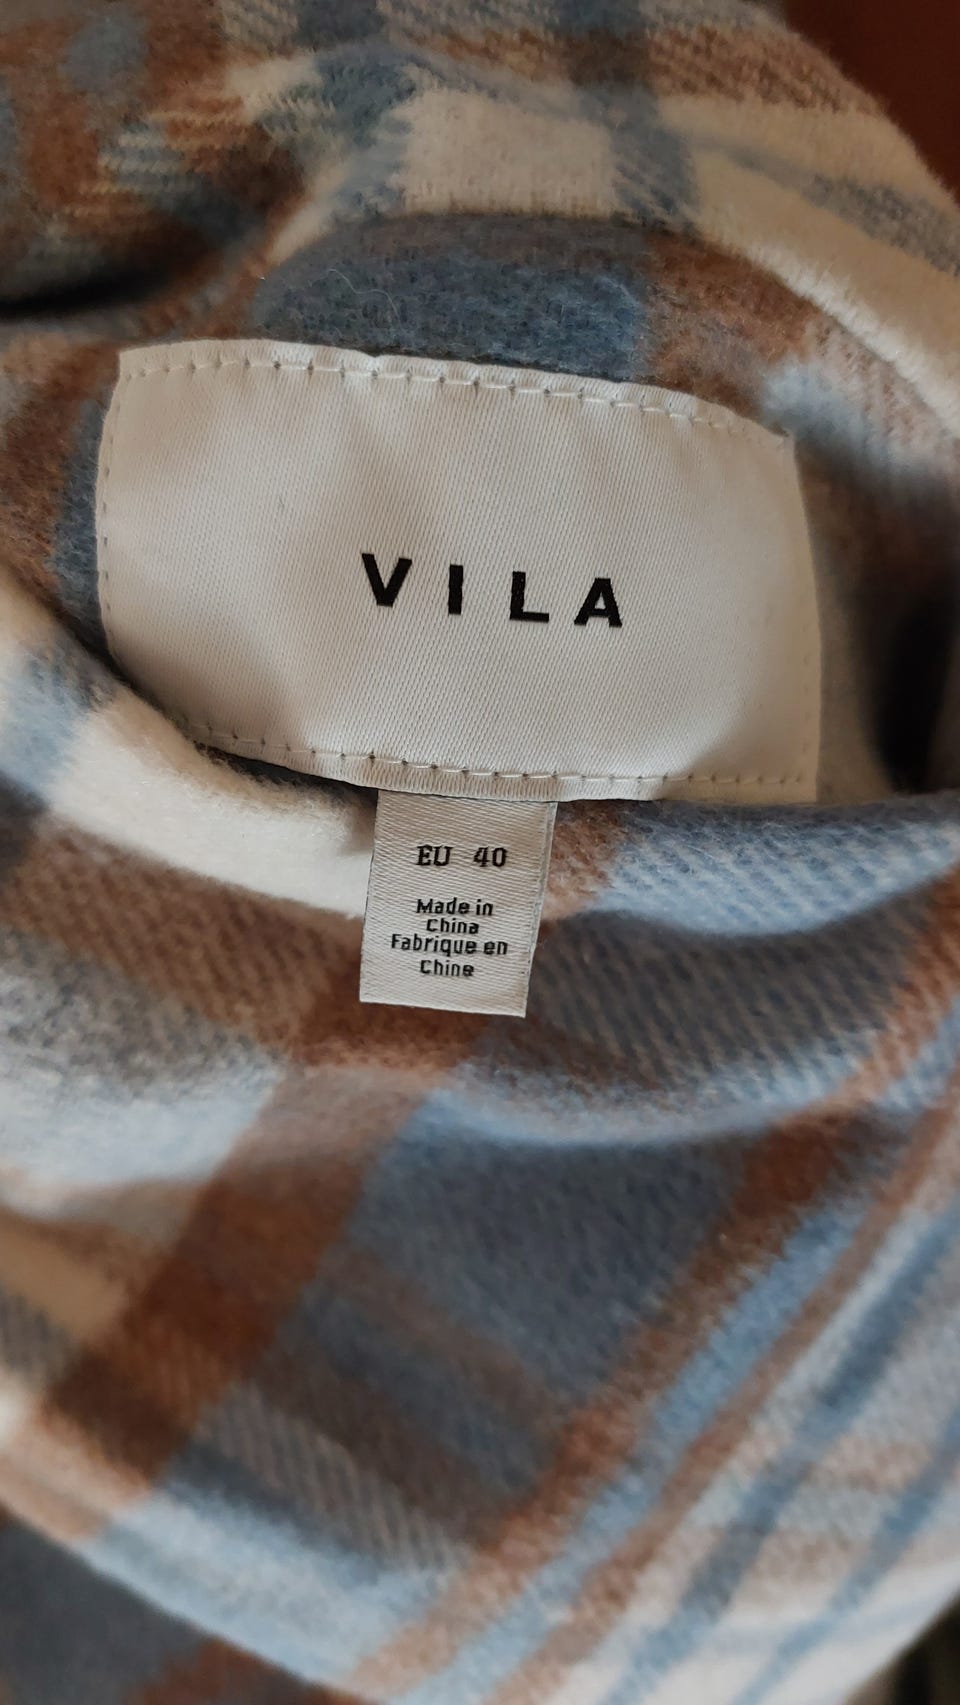 VILA
EU 40
Made in
China
Fabrique en
Chine